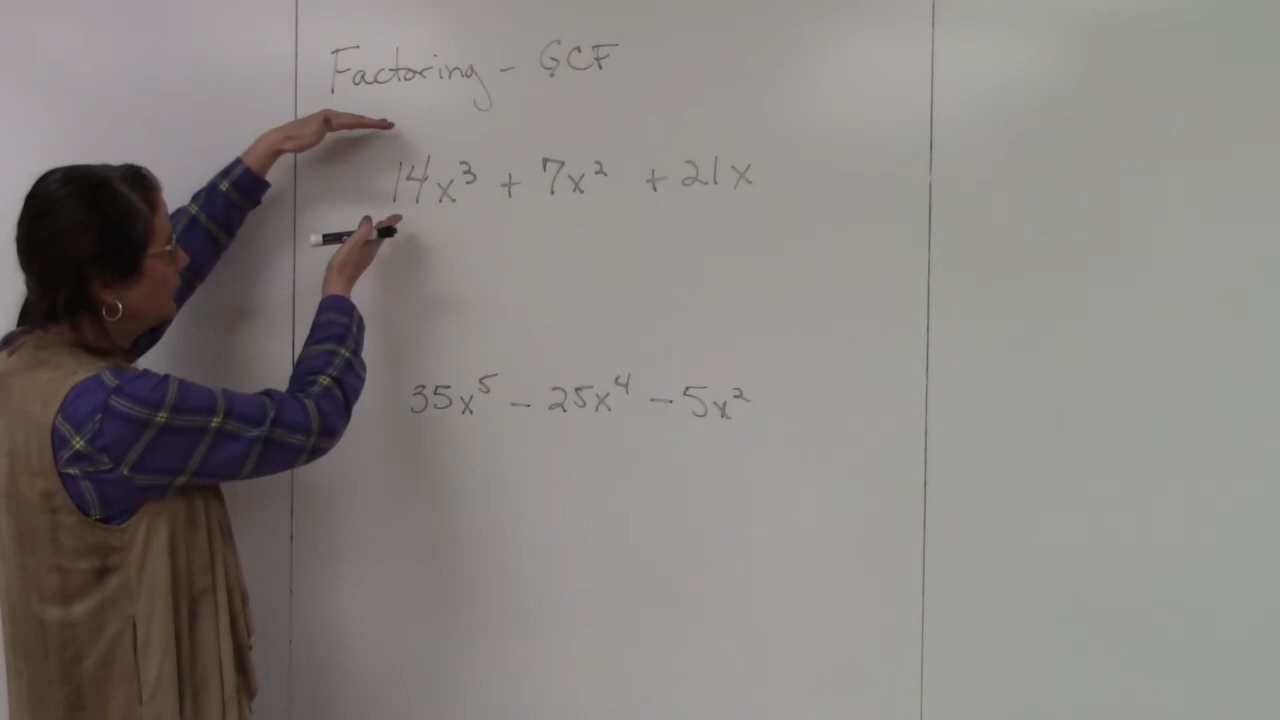 Factoring - GCF
14x³ + 7x² + 21x
35x⁵ - 25x⁴ - 5x²